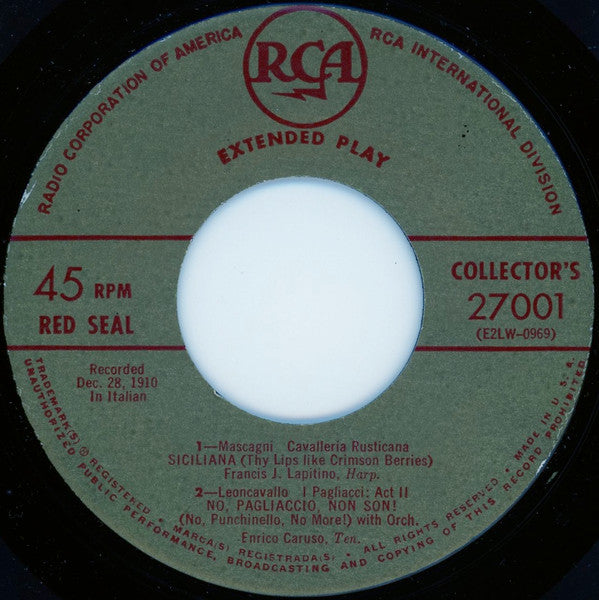 RADIO CORPORATION OF AMERICA
RCA
RCA INTERNATIONAL DIVISION
EXTENDED PLAY
45 RPM
RED SEAL
COLLECTOR'S
27001
(E2LW-0969)
Recorded
Dec. 28, 1910
In Italian
1—Mascagni Cavalleria Rusticana
SICILIANA (Thy Lips like Crimson Berries)
Francis J. Lapitino, Harp.
2—Leoncavallo I Pagliacci: Act II
NO, PAGLIACCIO, NON SON!
(No, Punchinello, No More!) with Orch.
Enrico Caruso, Ten.
TRADEMARK(S) ® REGISTERED • MARCA(S) REGISTRADA(S) • ALL RIGHTS RESERVED • MADE IN U.S.A.
UNAUTHORIZED PUBLIC PERFORMANCE, BROADCASTING AND COPYING OF THIS RECORD PROHIBITED